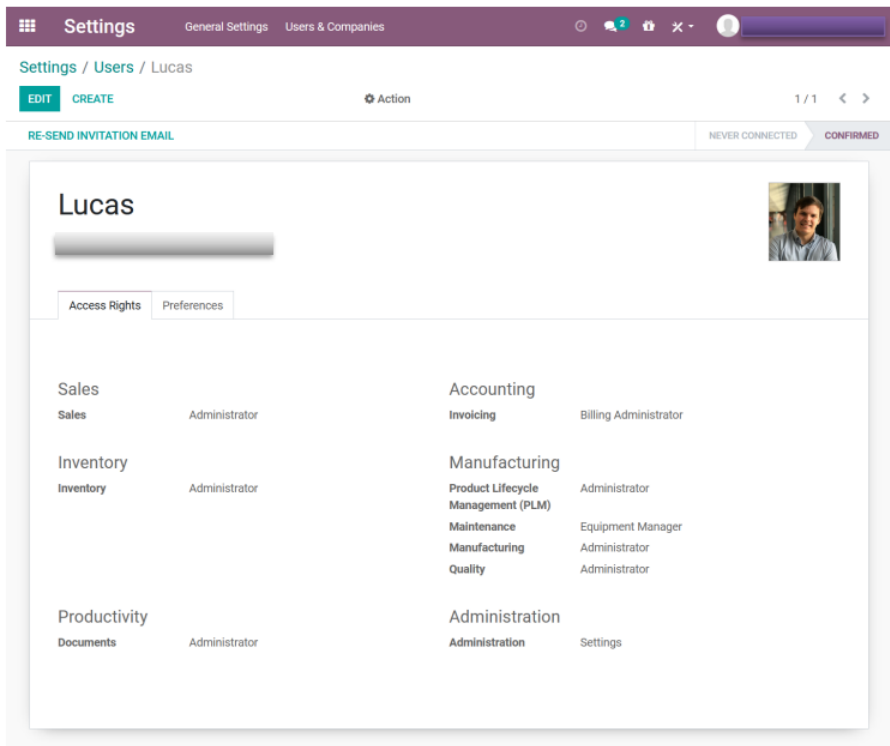 Settings General Settings Users & Companies 2
Settings / Users / Lucas
EDIT CREATE Action 1 / 1
RE-SEND INVITATION EMAIL NEVER CONNECTED CONFIRMED
Lucas
Access Rights Preferences
Sales Accounting
Sales Administrator Invoicing Billing Administrator
Inventory Manufacturing
Inventory Administrator Product Lifecycle Administrator
Management (PLM)
Maintenance Equipment Manager
Manufacturing Administrator
Quality Administrator
Productivity Administration
Documents Administrator Administration Settings